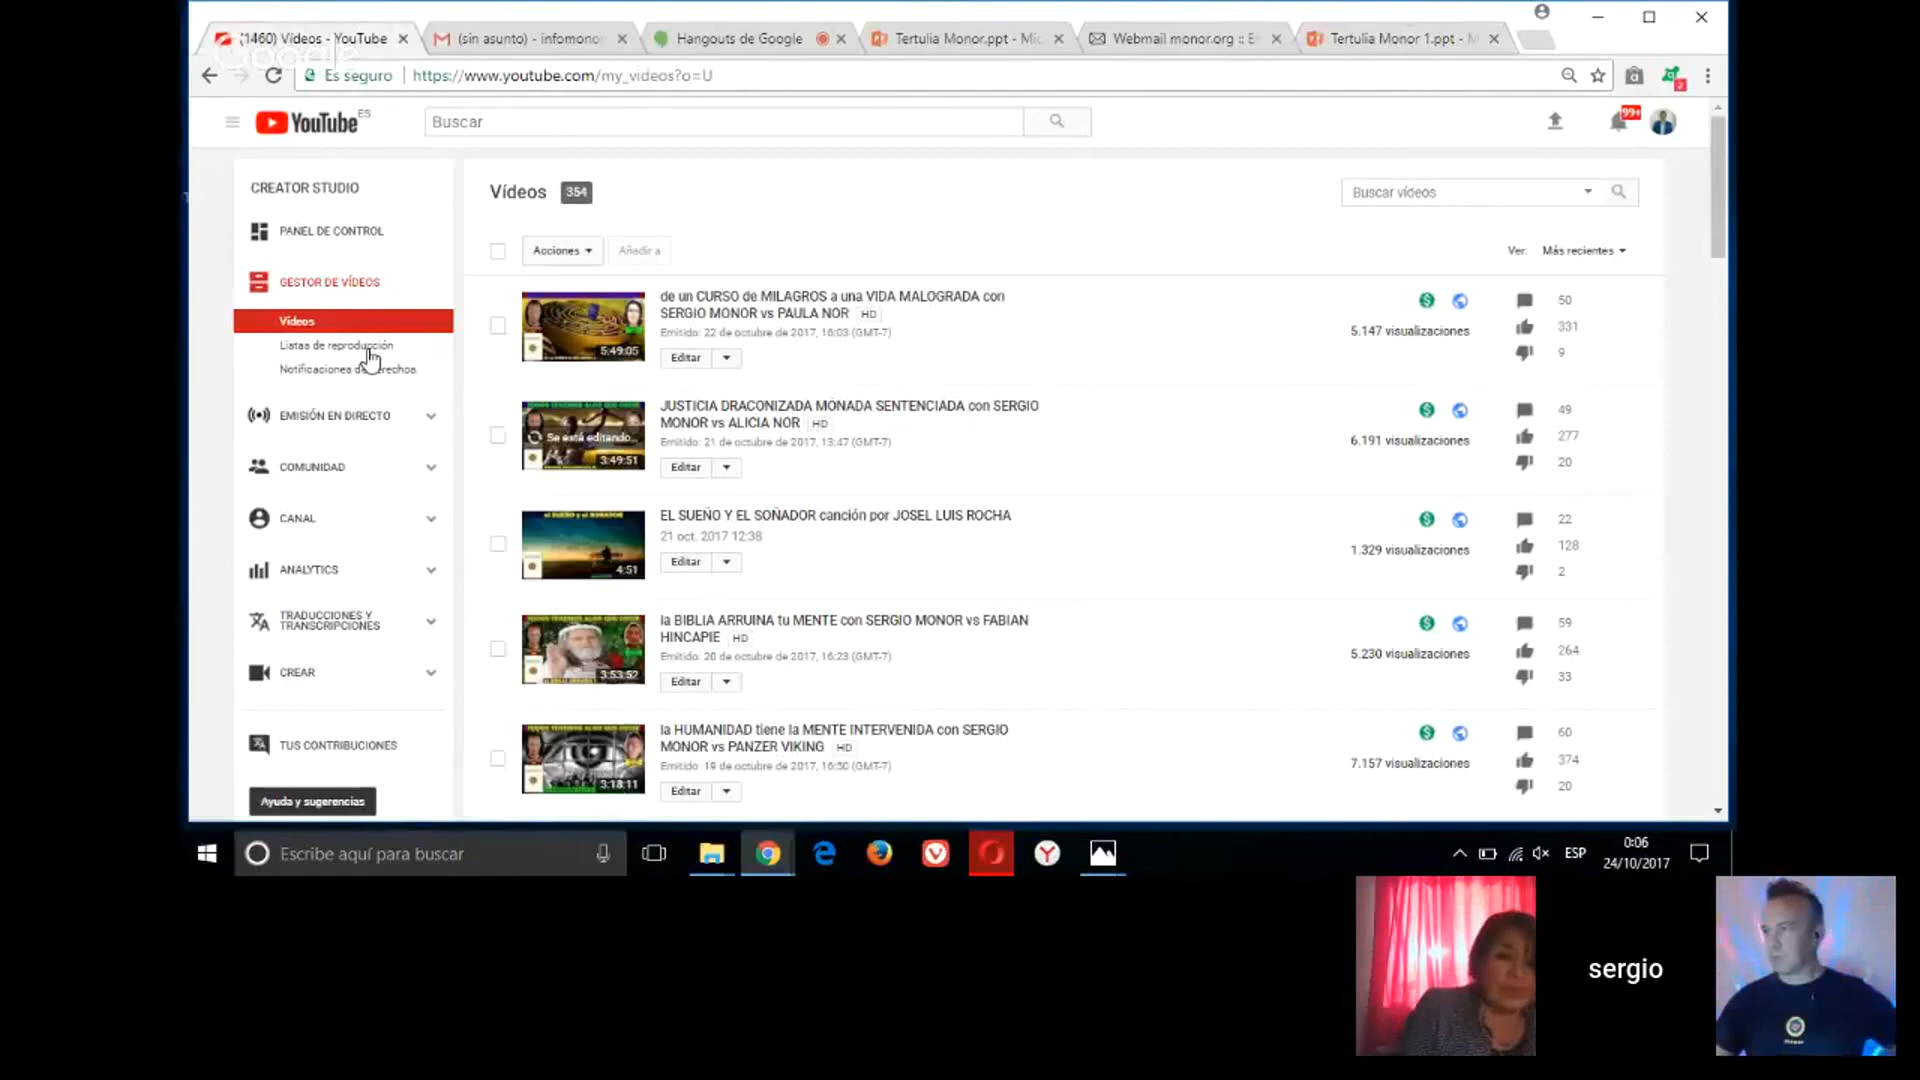 (1460) Vídeos - YouTube
(sin asunto) - infomono
Hangouts de Google
Tertulia Monor.ppt - Mic
Webmail monor.org :: E
Tertulia Monor 1.ppt - M
Google
Es seguro
https://www.youtube.com/my_videos?o=U
YouTube ES
Buscar
99+
CREATOR STUDIO
PANEL DE CONTROL
GESTOR DE VÍDEOS
Vídeos
Listas de reproducción
Notificaciones de derechos
EMISIÓN EN DIRECTO
COMUNIDAD
CANAL
ANALYTICS
TRADUCCIONES Y
TRANSCRIPCIONES
CREAR
TUS CONTRIBUCIONES
Ayuda y sugerencias
Vídeos 354
Buscar vídeos
Acciones
Añadir a
Ver:
Más recientes
de un CURSO de MILAGROS a una VIDA MALOGRADA con
SERGIO MONOR vs PAULA NOR HD
Emitido: 22 de octubre de 2017, 16:03 (GMT-7)
Editar
5:49:05
5.147 visualizaciones
50
331
9
JUSTICIA DRACONIZADA MONADA SENTENCIADA con SERGIO
MONOR vs ALICIA NOR HD
Emitido: 21 de octubre de 2017, 13:47 (GMT-7)
Editar
Se está editando...
3:49:51
6.191 visualizaciones
49
277
20
EL SUEÑO Y EL SOÑADOR canción por JOSEL LUIS ROCHA
21 oct. 2017 12:38
Editar
el SUEÑO y el SOÑADOR
4:51
1.329 visualizaciones
22
128
2
la BIBLIA ARRUINA tu MENTE con SERGIO MONOR vs FABIAN
HINCAPIE HD
Emitido: 20 de octubre de 2017, 16:23 (GMT-7)
Editar
3:53:52
5.230 visualizaciones
59
264
33
la HUMANIDAD tiene la MENTE INTERVENIDA con SERGIO
MONOR vs PANZER VIKING HD
Emitido: 19 de octubre de 2017, 16:50 (GMT-7)
Editar
3:18:11
7.157 visualizaciones
60
374
20
Escribe aquí para buscar
ESP
0:06
24/10/2017
sergio